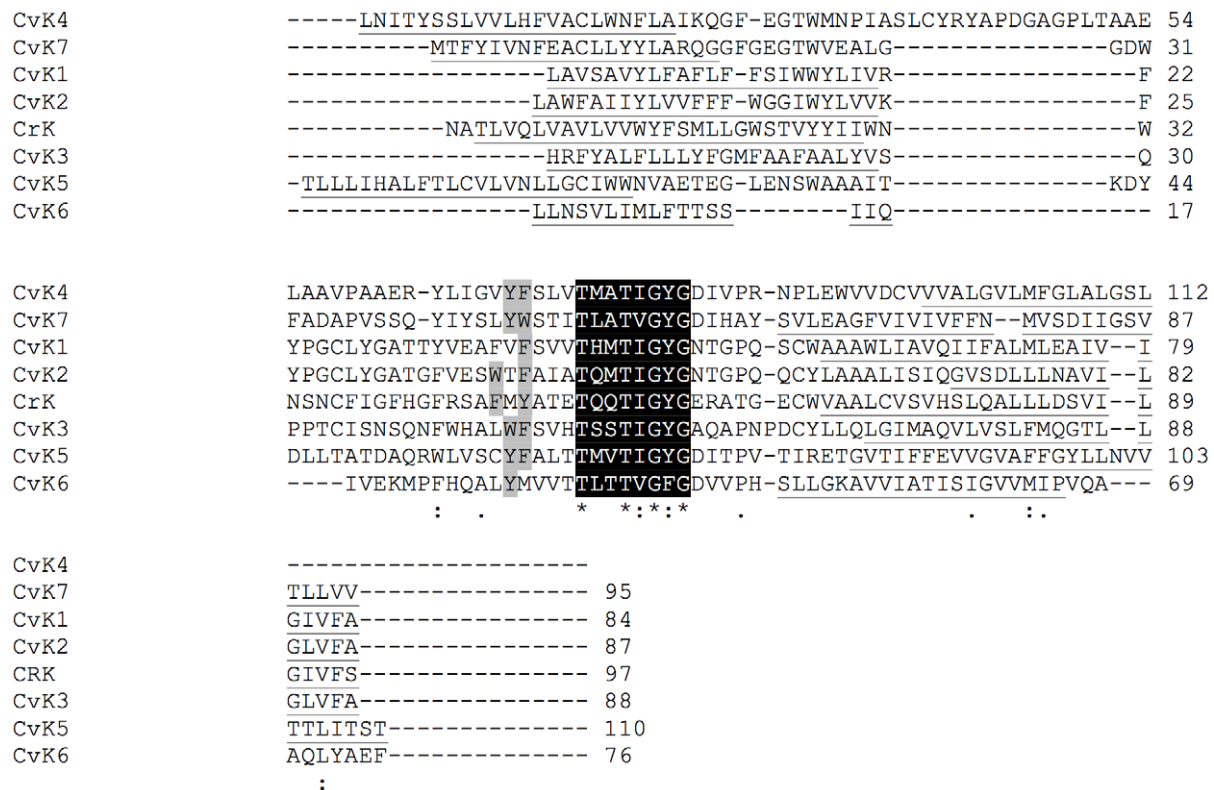 CvK4 -----LNITYSSLVVLHFVACLWNFLAIKQGF-EGTWMNPIASLCYRYAPDGAGPLTAAE 54
CvK7 ----------MTFYIVNFEACLLYYLARQGGFGEGTWVEALG-----------------GDW 31
CvK1 ------------------LAVSAVYLFAFLF-FSIWWYLIVR------------------F 22
CvK2 -----------------LAWFAIIYLVVFFF-WGGIWYLVVK------------------F 25
CrK -----------NATLVQLVAVLVVWYFSMLLGWSTVYYIIWN------------------W 32
CvK3 ------------------HRFYALFLLLYFGMFAAFAALYVS------------------Q 30
CvK5 -TLLLIHALFTLCVLVNLLGCIWWNVAETEG-LENSWAAAIT----------------KDY 44
CvK6 -----------------LLNSVLIMLFTTSS--------IIQ------------------- 17
CvK4 LAAVPAAER-YLIGVYFSLVTMATIGYGDIVPR-NPLEWVVDCVVVALGVLMFGLALGSL 112
CvK7 FADAPVSSQ-YIYSLYWSTITLATVGYGDIHAY-SVLEAGFVIVIVFFN--MVSDIIGSV 87
CvK1 YPGCLYGATTYVEAFVFSVVTHMTIGYGNTGPQ-SCWAAAWLIAVQIIFALMLEAIV--I 79
CvK2 YPGCLYGATGFVESWTFAIATQMTIGYGNTGPQ-QCYLAAALISIQGVSDLLLNAVI--L 82
CrK NSNCFIGFHGFRSAFMYATETQQTIGYGERATG-ECWVAALCVSVHSLQALLLDSVI--L 89
CvK3 PPTCISNSQNFWHALWFSVHTSSTIGYGAQAPNPDCYLLQLGIMAQVLVSLFMQGTL--L 88
CvK5 DLLTATDAQRWLVSCYFALTTMVTIGYGDITPV-TIRETGVTIFFEVVGVAFFGYLLNVV 103
CvK6 ----IVEKMPFHQALYMVVTTLTTVGFGDVVPH-SLLGKAVVIATISIGVVMIPVQA--- 69
: . * *:*:* . . :.
CvK4 ---------------------
CvK7 TLLVV---------------- 95
CvK1 GIVFA---------------- 84
CvK2 GLVFA---------------- 87
CRK GIVFS---------------- 97
CvK3 GLVFA---------------- 88
CvK5 TTLITST-------------- 110
CvK6 AQLYAEF-------------- 76
: